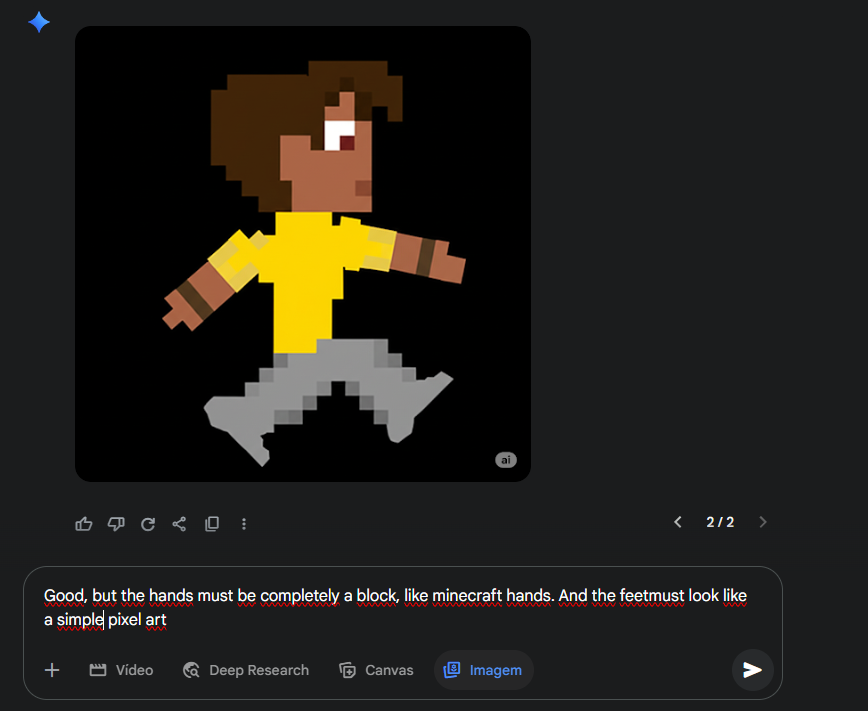 ai
2 / 2
Good, but the hands must be completely a block, like minecraft hands. And the feetmust look like
a simple pixel art
Vídeo
Deep Research
Canvas
Imagem